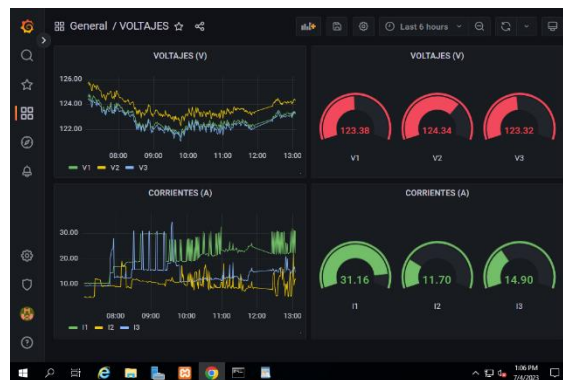 General / VOLTAJES
Last 6 hours
VOLTAJES (V)
126.00
124.00
122.00
08:00 09:00 10:00 11:00 12:00 13:00
V1 V2 V3
VOLTAJES (V)
123.38 124.34 123.32
V1 V2 V3
CORRIENTES (A)
30.00
20.00
10.00
08:00 09:00 10:00 11:00 12:00 13:00
I1 I2 I3
CORRIENTES (A)
31.16 11.70 14.90
I1 I2 I3
1:06 PM
7/4/2023